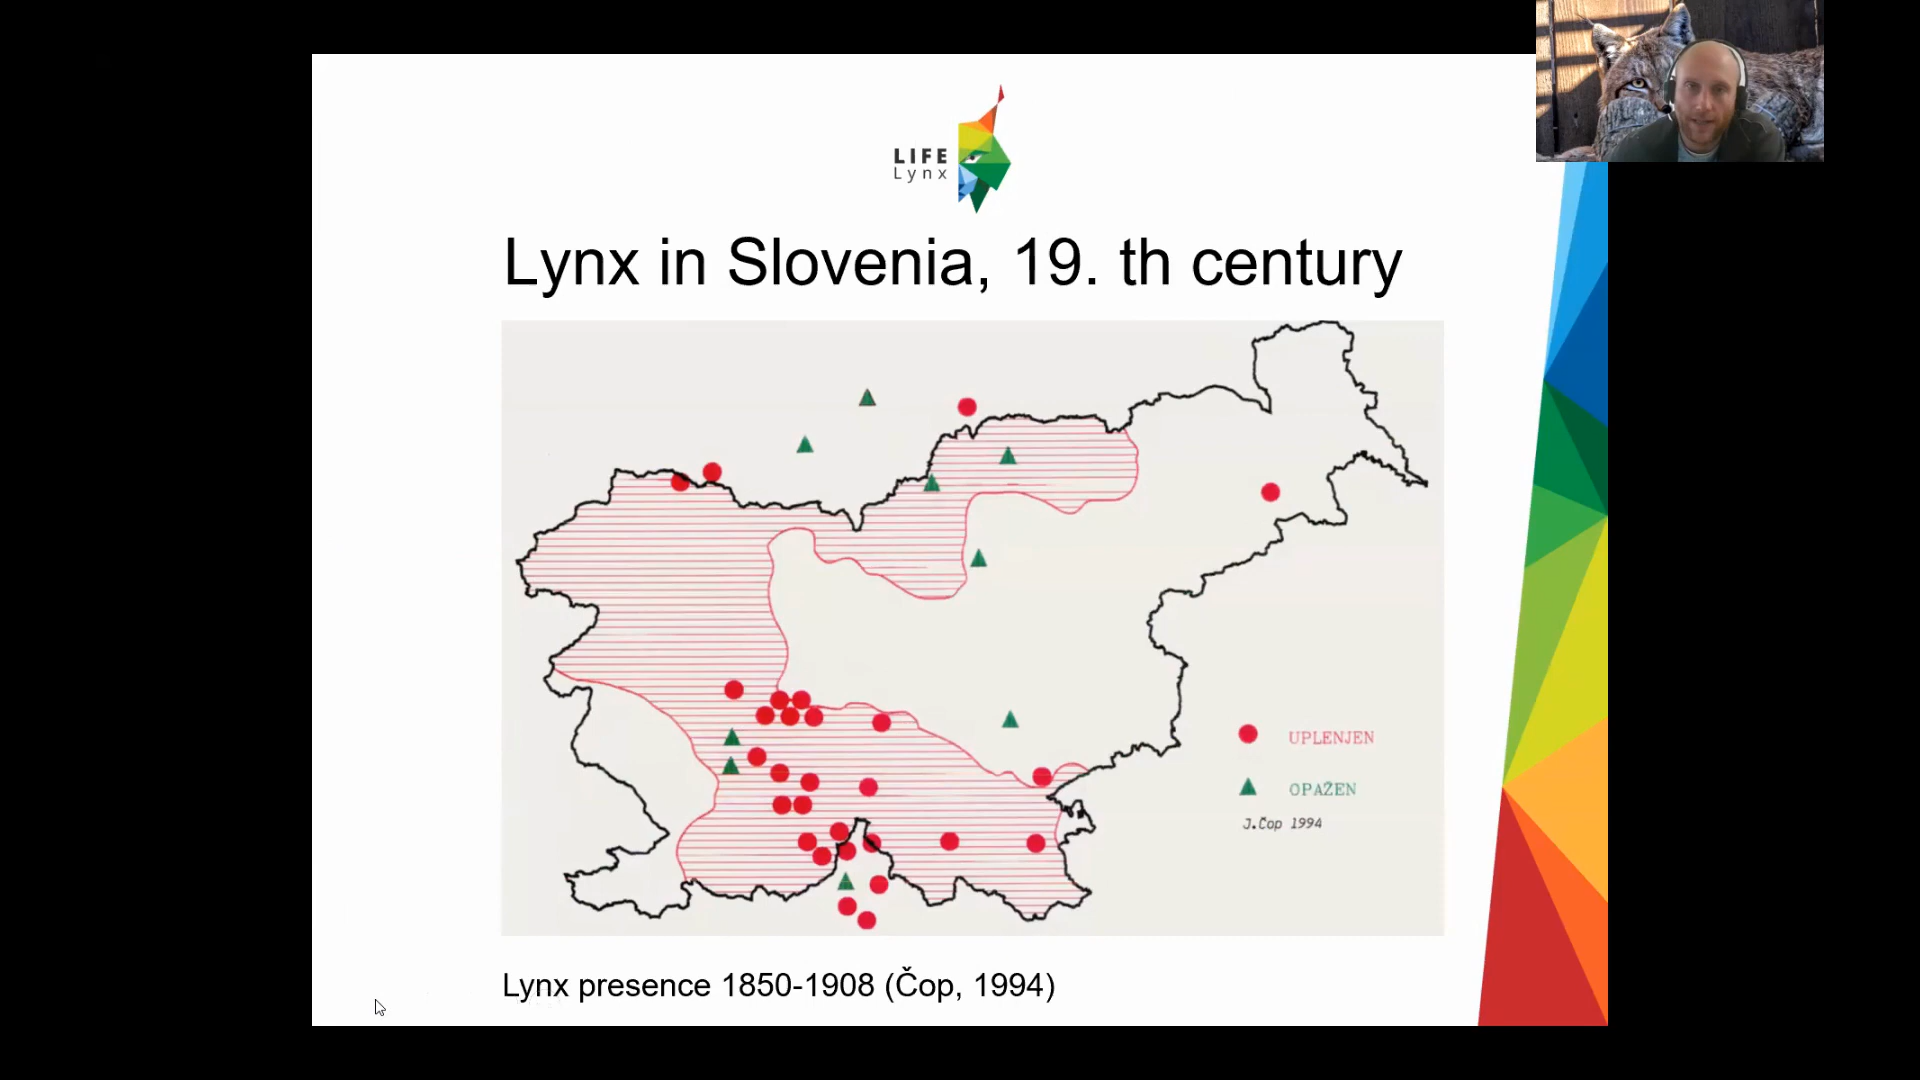 LIFE
Lynx
Lynx in Slovenia, 19. th century
UPLENJEN
OPAŽEN
J.Čop 1994
Lynx presence 1850-1908 (Čop, 1994)